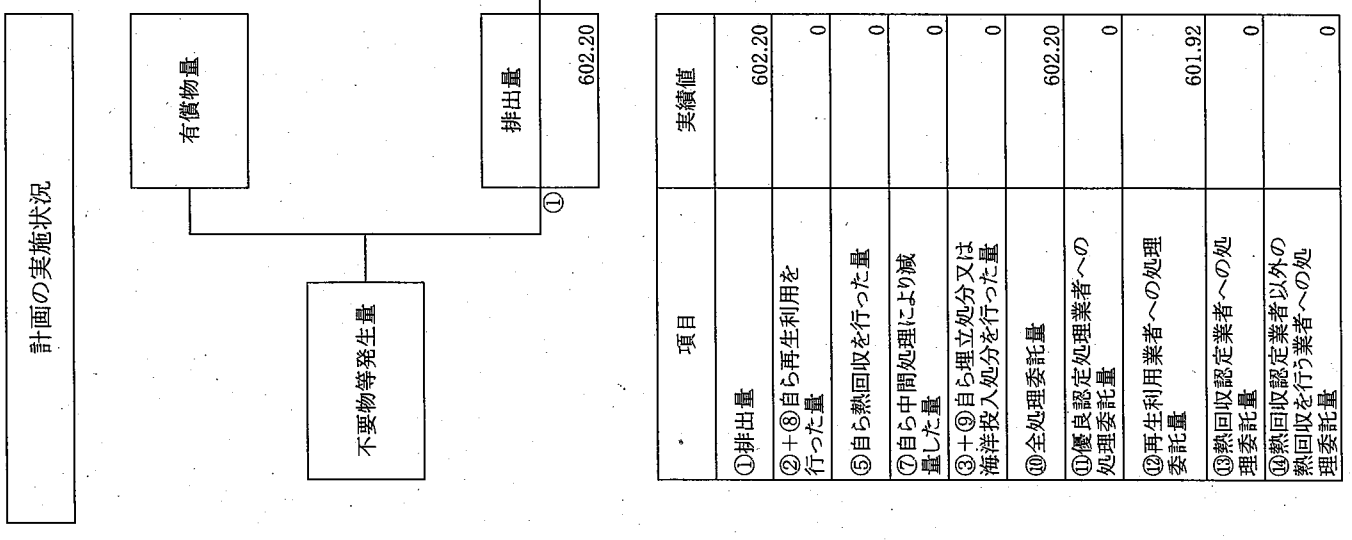 計画の実施状況
不要物等発生量
有償物量
排出量
602.20
①
項目
実績値
①排出量
602.20
②+⑧自ら再生利用を
行った量
0
⑤自ら熱回収を行った量
0
⑦自ら中間処理により減
量した量
0
③+⑨自ら埋立処分又は
海洋投入処分を行った量
0
⑩全処理委託量
602.20
⑪優良認定処理業者への
処理委託量
0
⑫再生利用業者への処理
委託量
601.92
⑬熱回収認定業者への処
理委託量
0
⑭熱回収認定業者以外の
熱回収を行う業者への処
理委託量
0